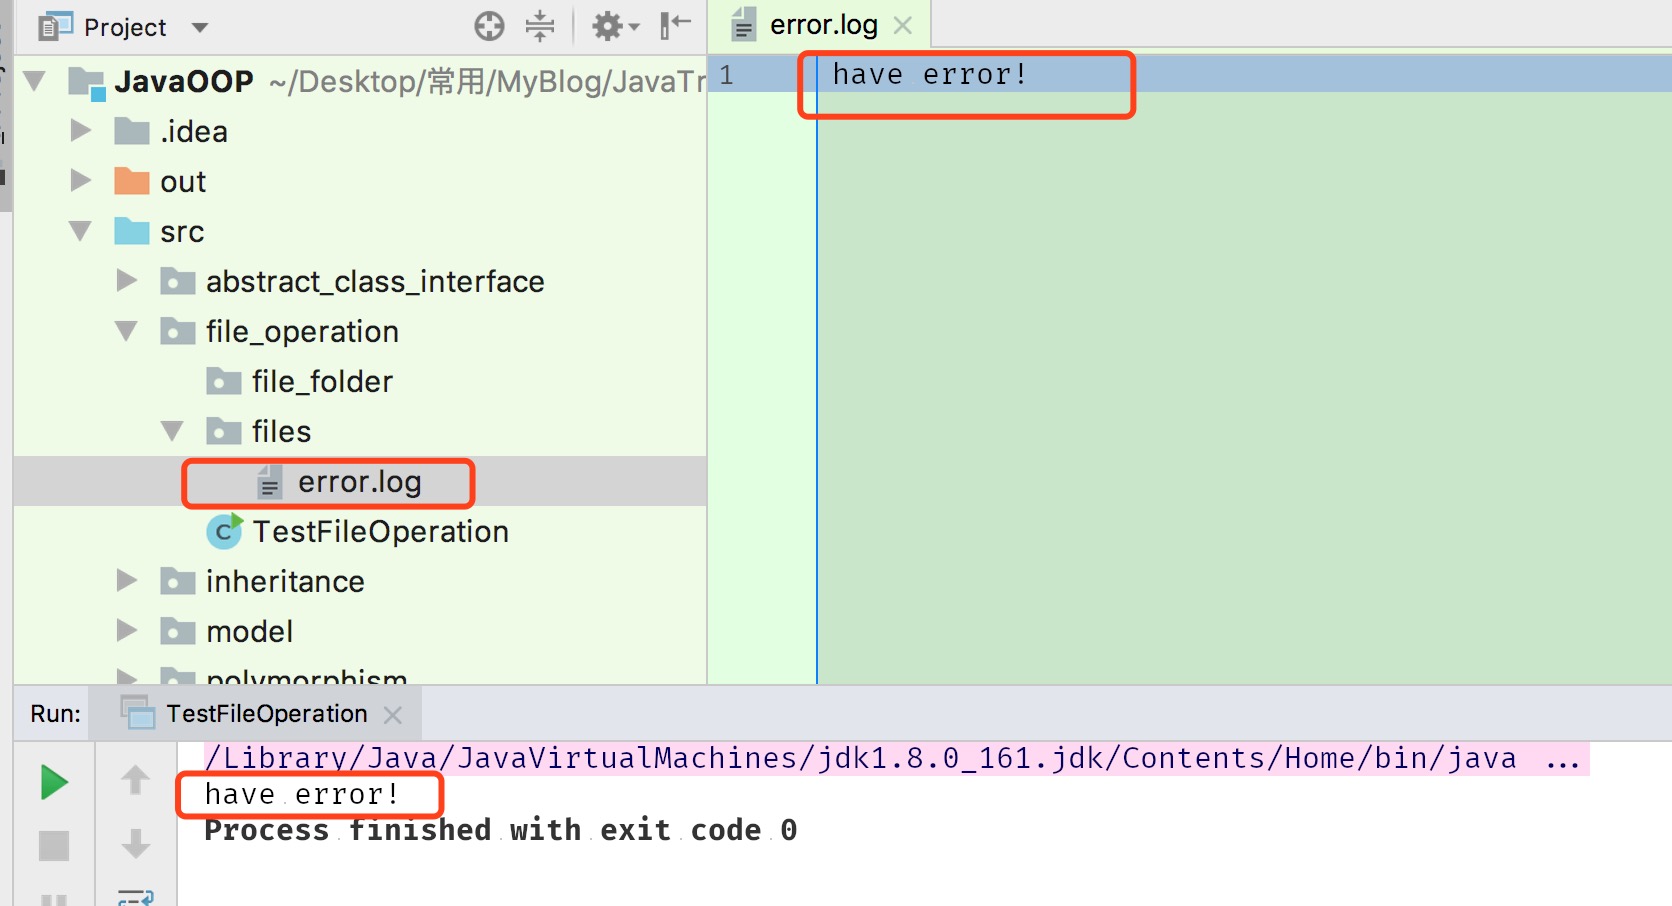 Project
JavaOOP ~/Desktop/常用/MyBlog/JavaTr
.idea
out
src
abstract_class_interface
file_operation
file_folder
files
error.log
TestFileOperation
inheritance
model
polymorphism
error.log
1 have error!
Run: TestFileOperation
/Library/Java/JavaVirtualMachines/jdk1.8.0_161.jdk/Contents/Home/bin/java ...
have error!
Process finished with exit code 0